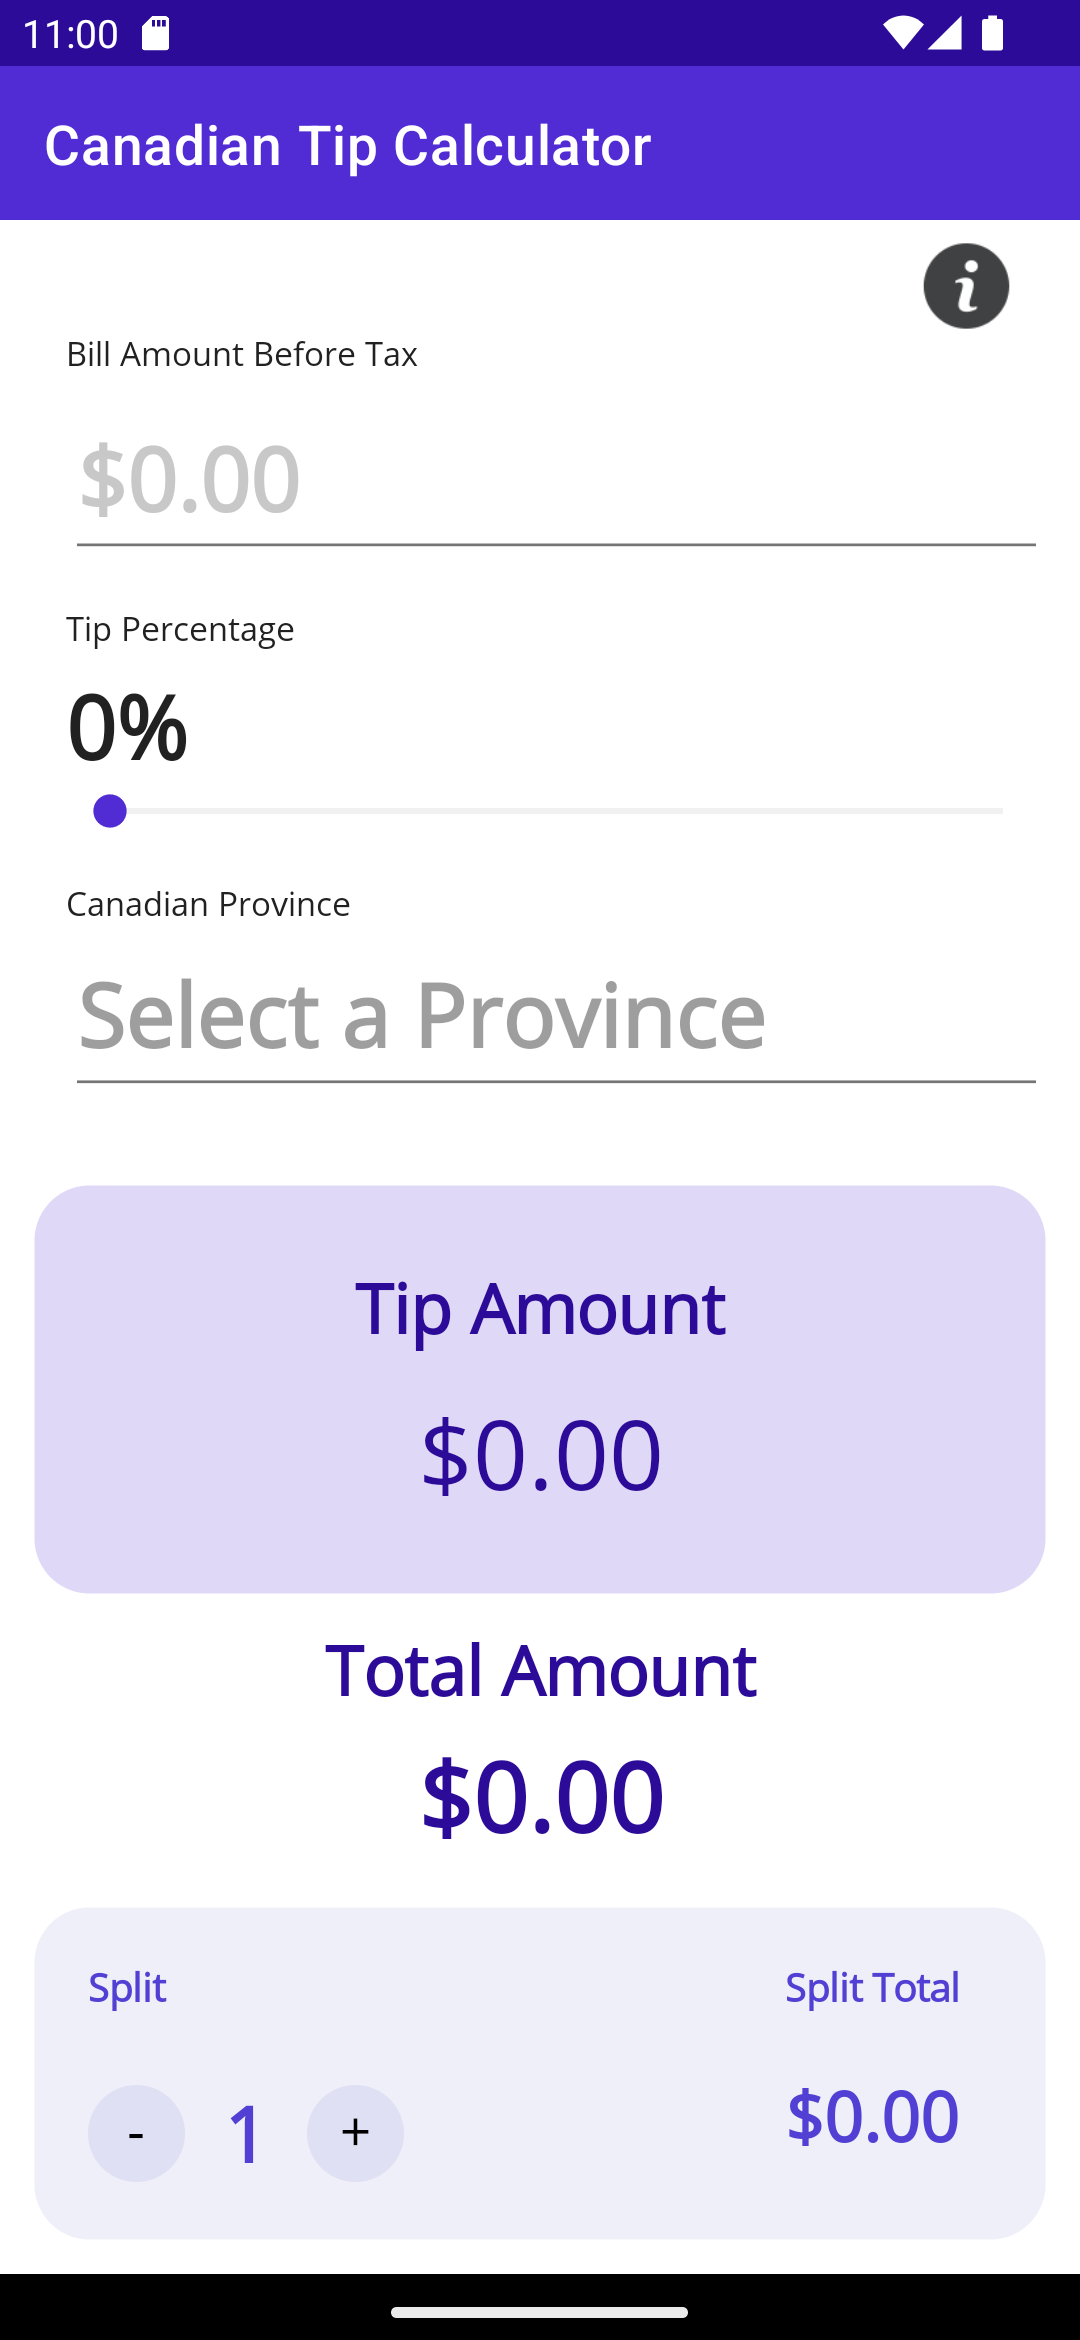 11:00
Canadian Tip Calculator
i
Bill Amount Before Tax
$0.00
Tip Percentage
0%
Canadian Province
Select a Province
Tip Amount
$0.00
Total Amount
$0.00
Split Split Total
- 1 + $0.00